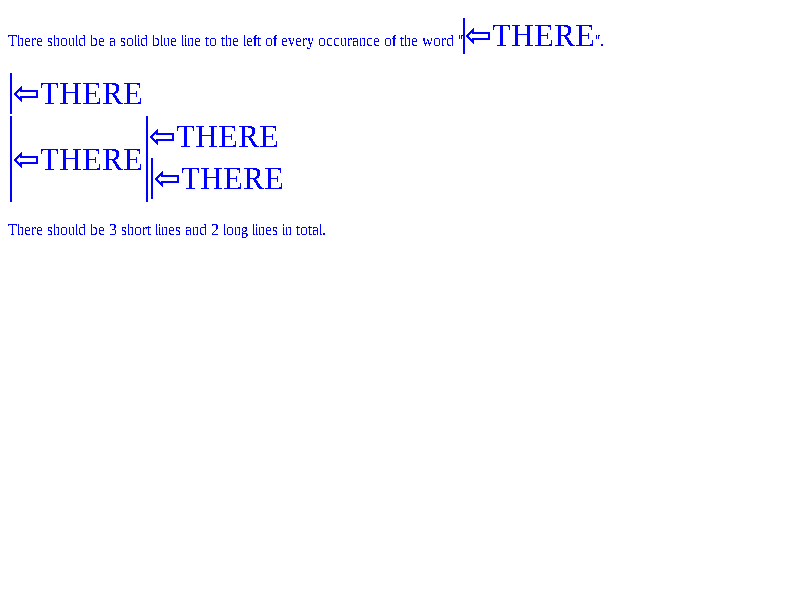 There should be a solid blue line to the left of every occurance of the word "⇦THERE".
⇦THERE
⇦THERE
⇦THERE
⇦THERE
There should be 3 short lines and 2 long lines in total.